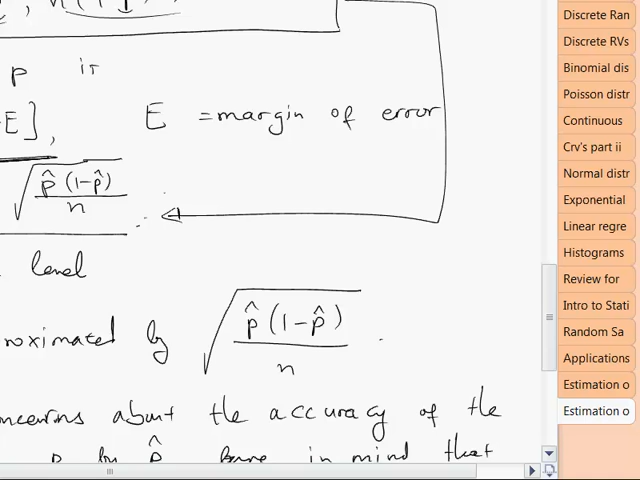 p is
E], E = margin of error
√(p̂(1-p̂)/n)
level
roximated by √(p̂(1-p̂)/n) .
ncerns about the accuracy of the
p by p̂ in mind that
Discrete Ran
Discrete RVs
Binomial dis
Poisson distr
Continuous
Crv's part ii
Normal distr
Exponential
Linear regre
Histograms
Review for
Intro to Stati
Random Sa
Applications
Estimation o
Estimation o